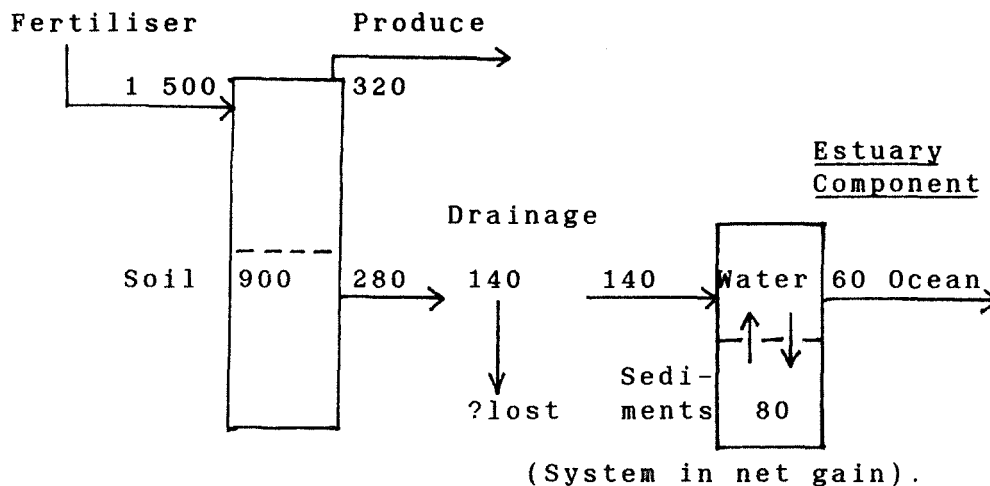 Fertiliser Produce
1 500 320
Estuary
Component
Drainage
Soil 900 280 140 140 Water 60 Ocean
Sedi-
?lost ments 80
(System in net gain).